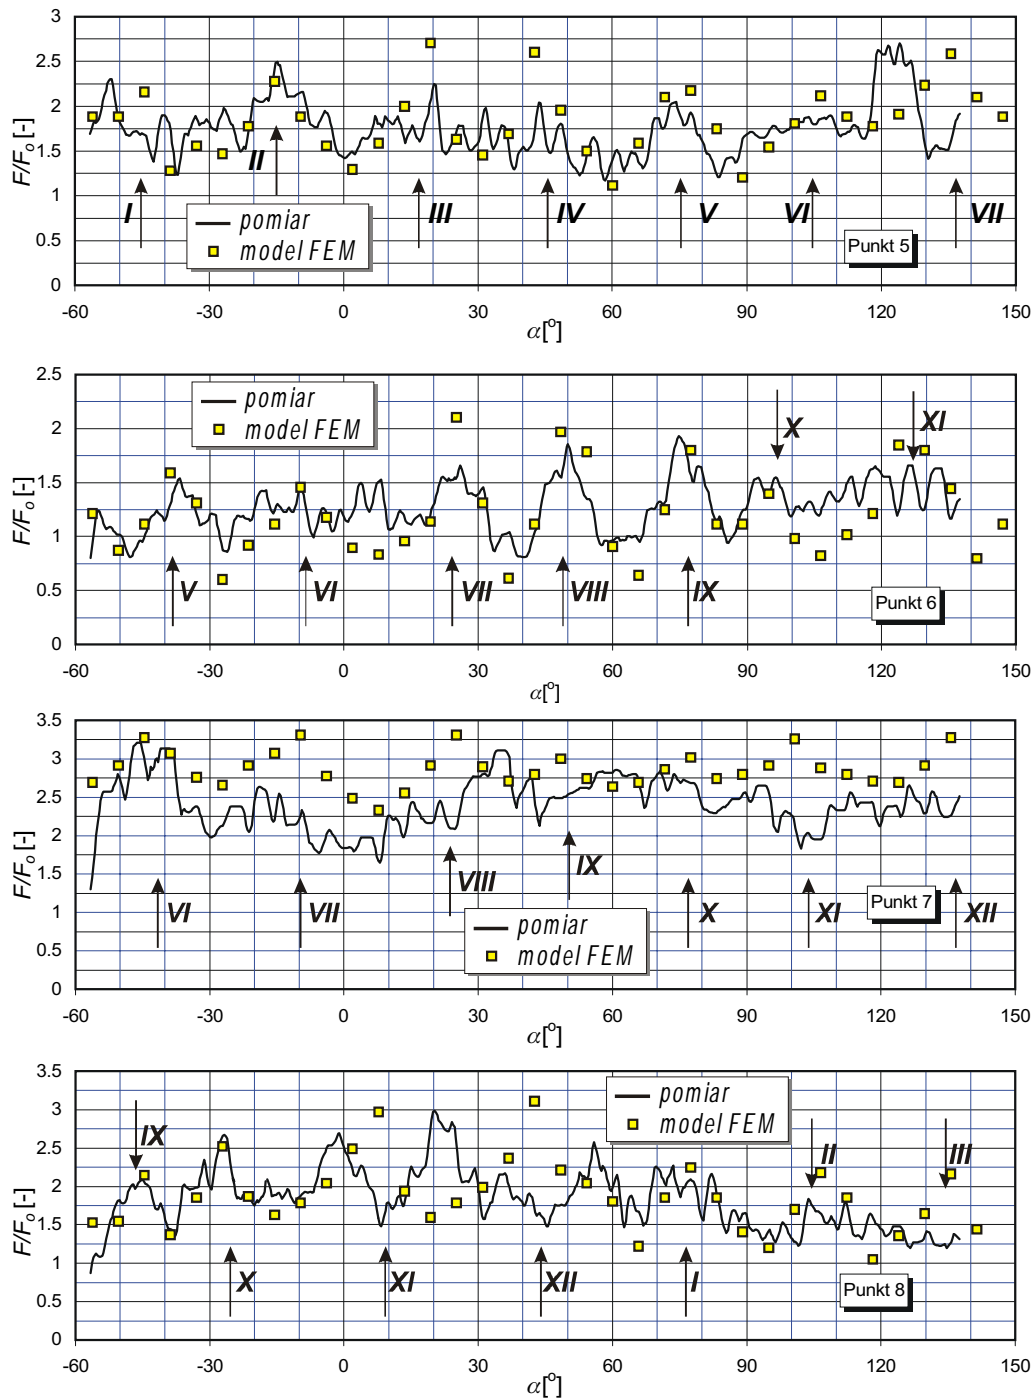 3
2.5
2
1.5
1
0.5
0
F/Fo [-]
I
II
III
IV
V
VI
VII
pomiar
model FEM
Punkt 5
-60 -30 0 30 60 90 120 150
α[o]
2.5
2
1.5
1
0.5
0
F/Fo [-]
pomiar
model FEM
X
XI
V
VI
VII
VIII
IX
Punkt 6
-60 -30 0 30 60 90 120 150
α[o]
3.5
3
2.5
2
1.5
1
0.5
0
F/Fo [-]
VI
VII
VIII
IX
X
XI
XII
Punkt 7
pomiar
model FEM
-60 -30 0 30 60 90 120 150
α[o]
3.5
3
2.5
2
1.5
1
0.5
0
F/Fo [-]
pomiar
model FEM
IX
II
III
X
XI
XII
I
Punkt 8
-60 -30 0 30 60 90 120 150
α[o]